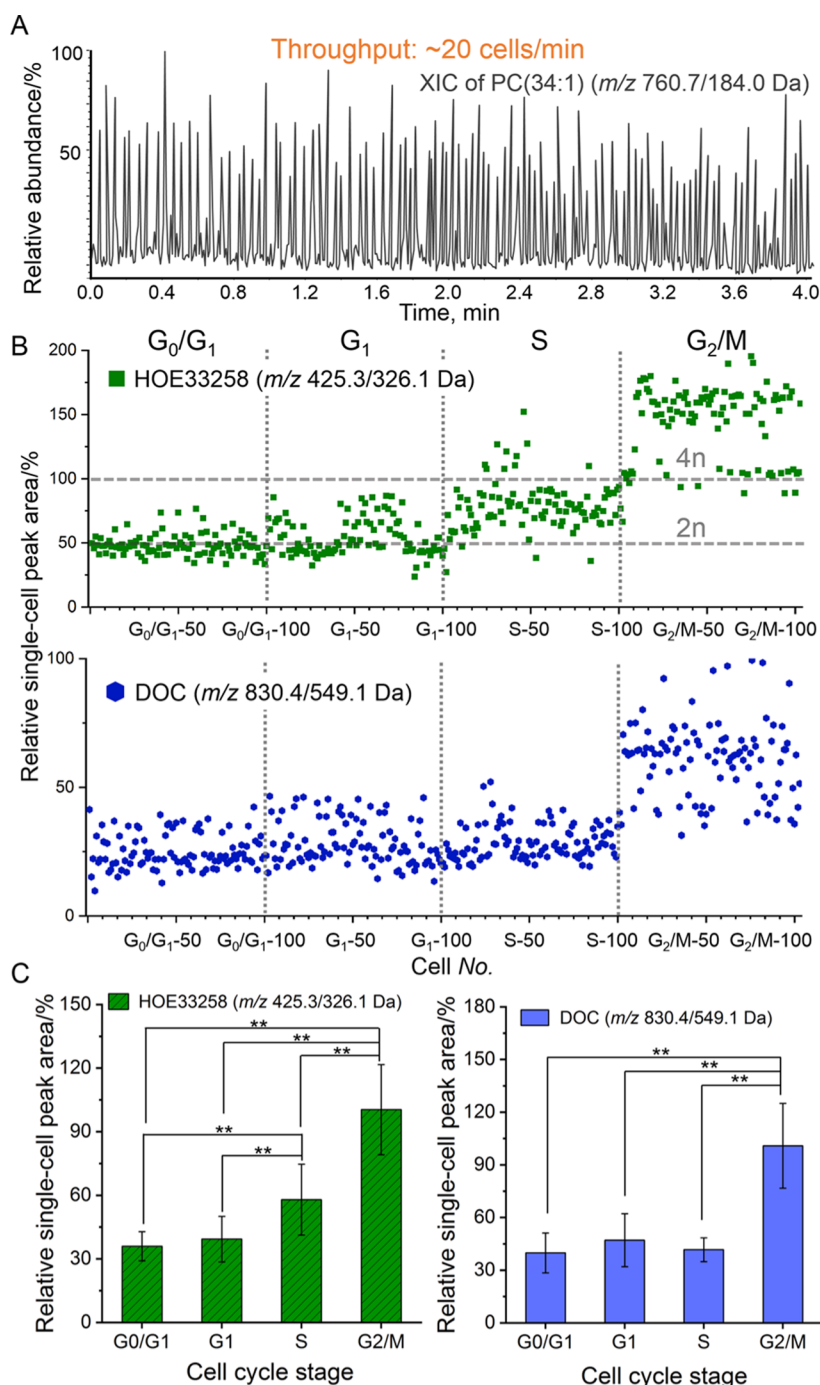 A
Throughput: ~20 cells/min
XIC of PC(34:1) (m/z 760.7/184.0 Da)
Relative abundance/%
100
50
0.0 0.4 0.8 1.2 1.6 2.0 2.4 2.8 3.2 3.6 4.0
Time, min
B
G₀/G₁ G₁ S G₂/M
HOE33258 (m/z 425.3/326.1 Da)
Relative single-cell peak area/%
200
150
100
50
0
4n
2n
G₀/G₁-50 G₀/G₁-100 G₁-50 G₁-100 S-50 S-100 G₂/M-50 G₂/M-100
DOC (m/z 830.4/549.1 Da)
100
50
0
G₀/G₁-50 G₀/G₁-100 G₁-50 G₁-100 S-50 S-100 G₂/M-50 G₂/M-100
Cell No.
C
HOE33258 (m/z 425.3/326.1 Da)
Relative single-cell peak area/%
150
120
90
60
30
0
**
**
**
**
**
G0/G1 G1 S G2/M
Cell cycle stage
DOC (m/z 830.4/549.1 Da)
Relative single-cell peak area/%
180
150
120
90
60
30
0
**
**
**
G0/G1 G1 S G2/M
Cell cycle stage